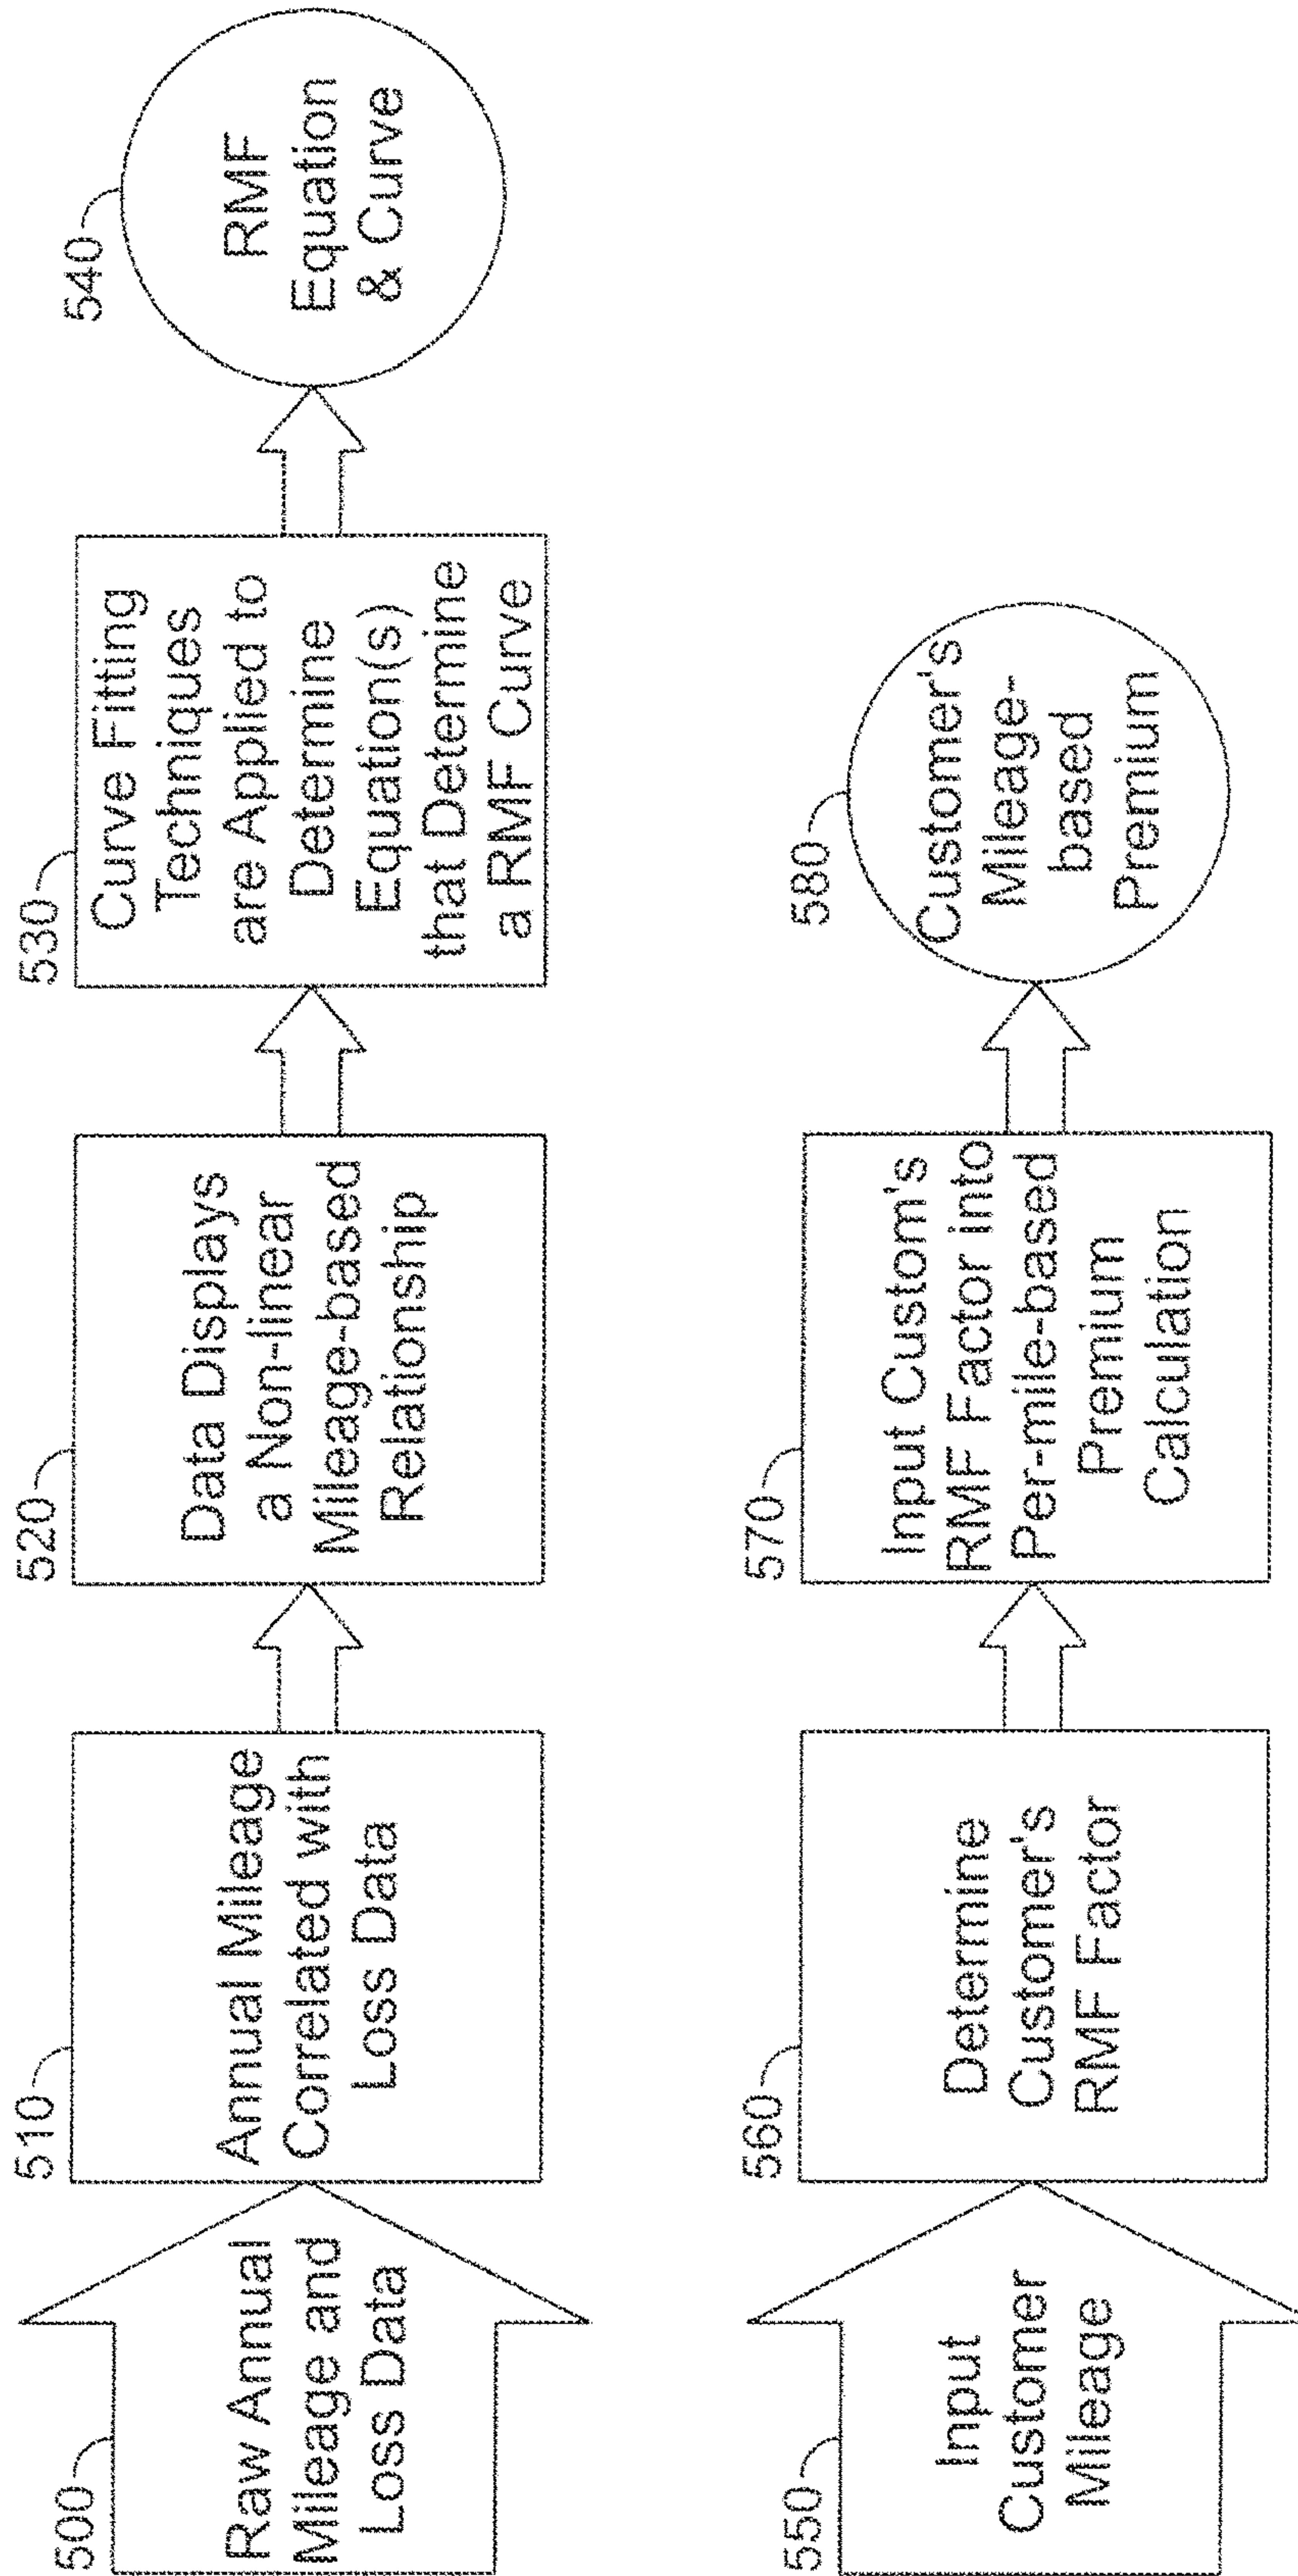 500
Raw Annual
Mileage and
Loss Data
510
Annual Mileage
Correlated with
Loss Data
520
Data Displays
a Non-linear
Mileage-based
Relationship
530
Curve Fitting
Techniques
are Applied to
Determine
Equation(s)
that Determine
a RMF Curve
540
RMF
Equation
& Curve
550
Input
Customer
Mileage
560
Determine
Customer's
RMF Factor
570
Input Custom's
RMF Factor into
Per-mile-based
Premium
Calculation
580
Customer's
Mileage-
based
Premium